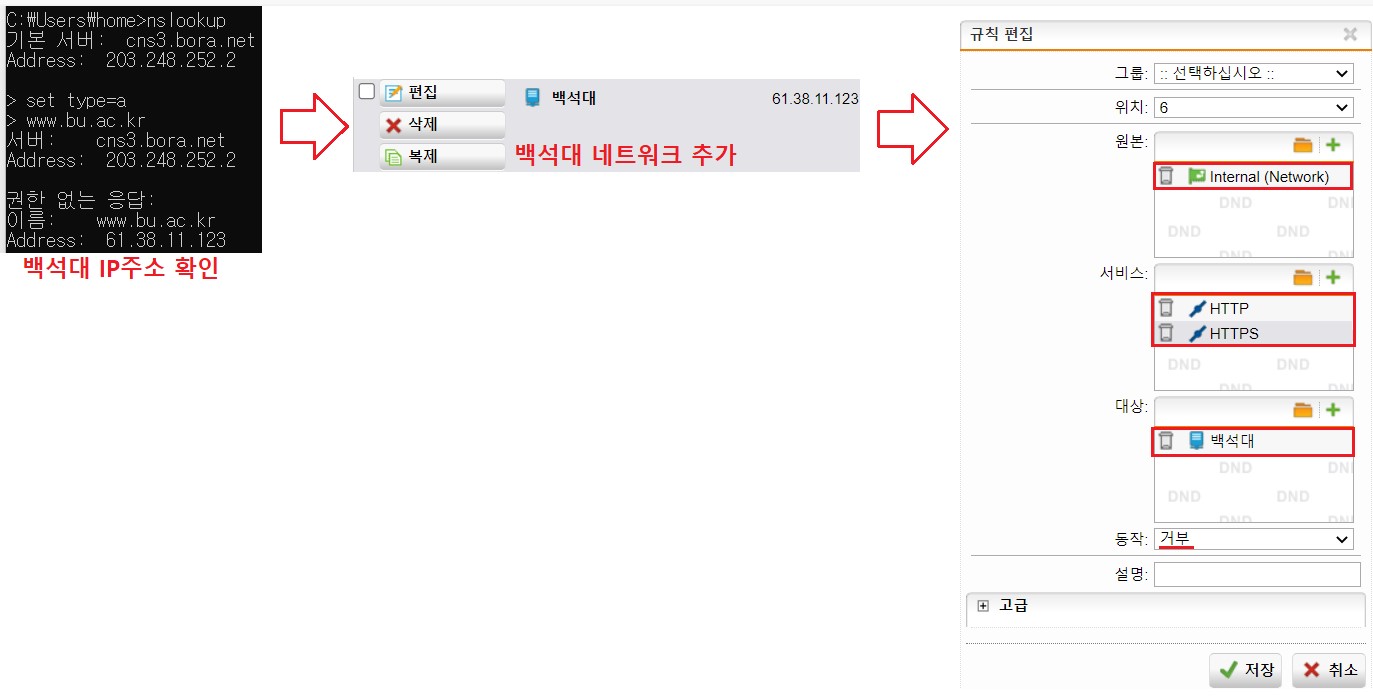 C:\Users\home>nslookup
기본 서버:  cns3.bora.net
Address:  203.248.252.2
> set type=a
> www.bu.ac.kr
서버:    cns3.bora.net
Address:  203.248.252.2
권한 없는 응답:
이름:    www.bu.ac.kr
Address:  61.38.11.123
백석대 IP주소 확인
편집 백석대 61.38.11.123
삭제
복제 백석대 네트워크 추가
규칙 편집
그룹: :: 선택하십시오 ::
위치: 6
원본:
Internal (Network)
DND DND
DND DND
서비스:
HTTP
HTTPS
DND DND
대상:
백석대
DND DND
DND DND
동작: 거부
설명:
고급
저장 취소